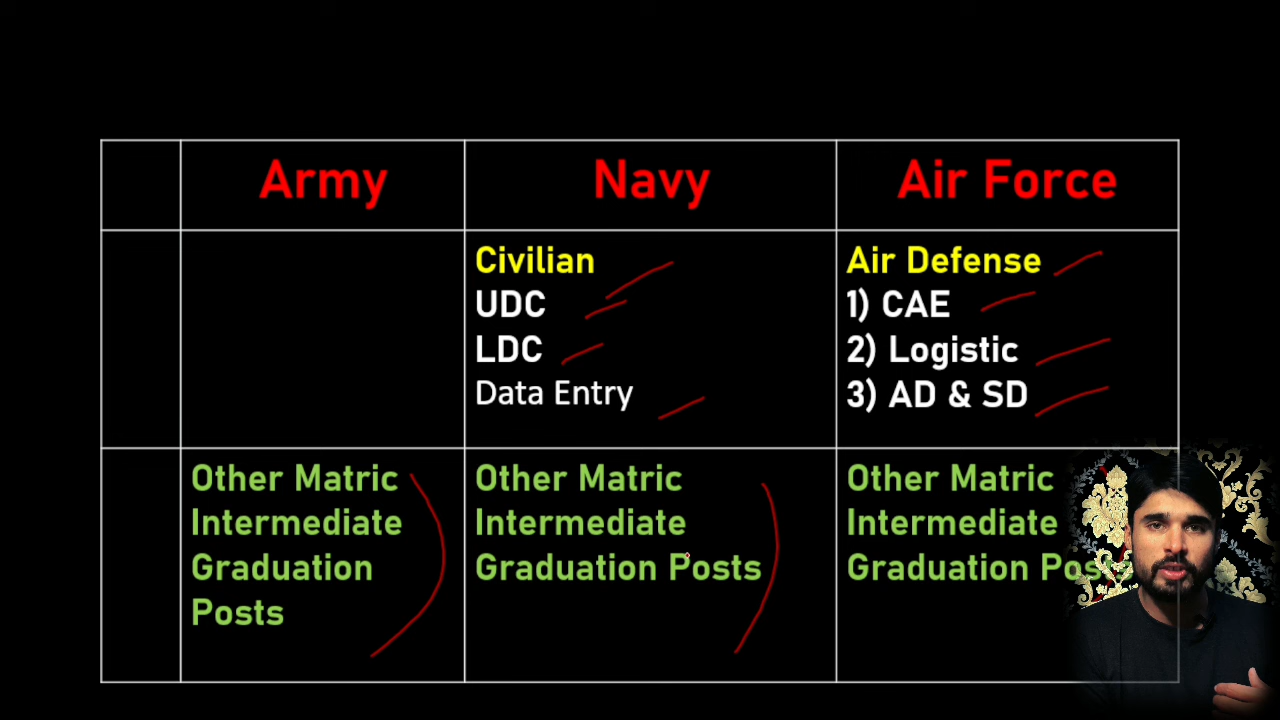 Army
Navy
Air Force
Civilian
UDC
LDC
Data Entry
Air Defense
1) CAE
2) Logistic
3) AD & SD
Other Matric
Intermediate
Graduation
Posts
Other Matric
Intermediate
Graduation Posts
Other Matric
Intermediate
Graduation Posts